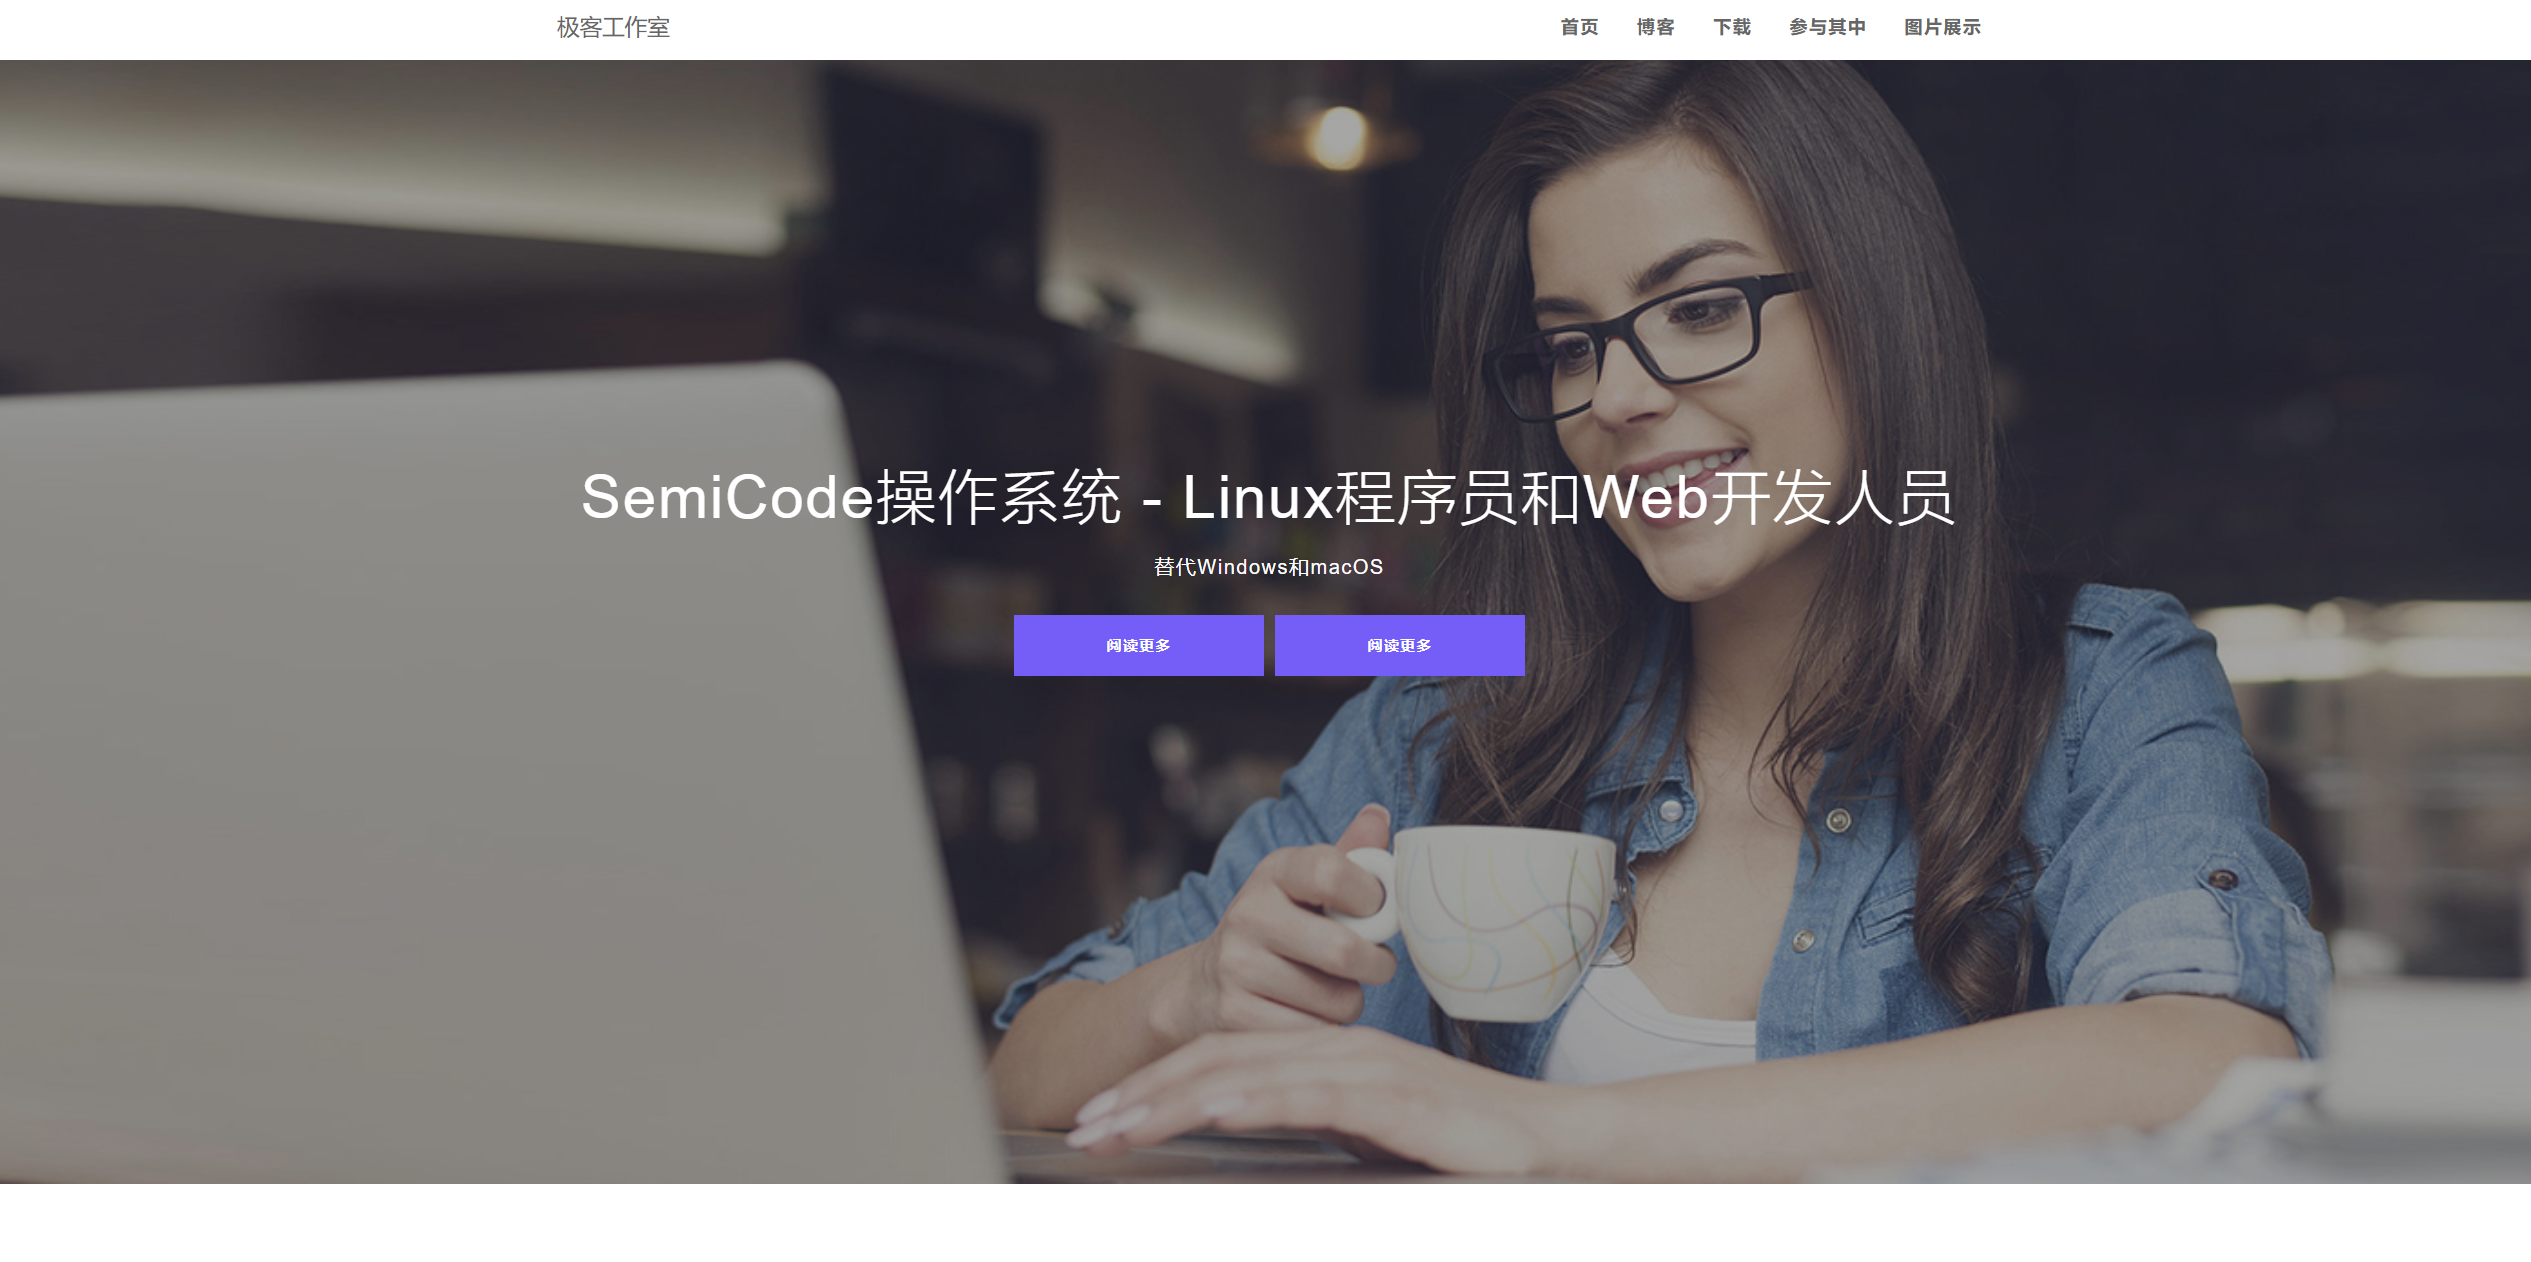 极客工作室
首页 博客 下载 参与其中 图片展示
SemiCode操作系统 - Linux程序员和Web开发人员
替代Windows和macOS
阅读更多 阅读更多